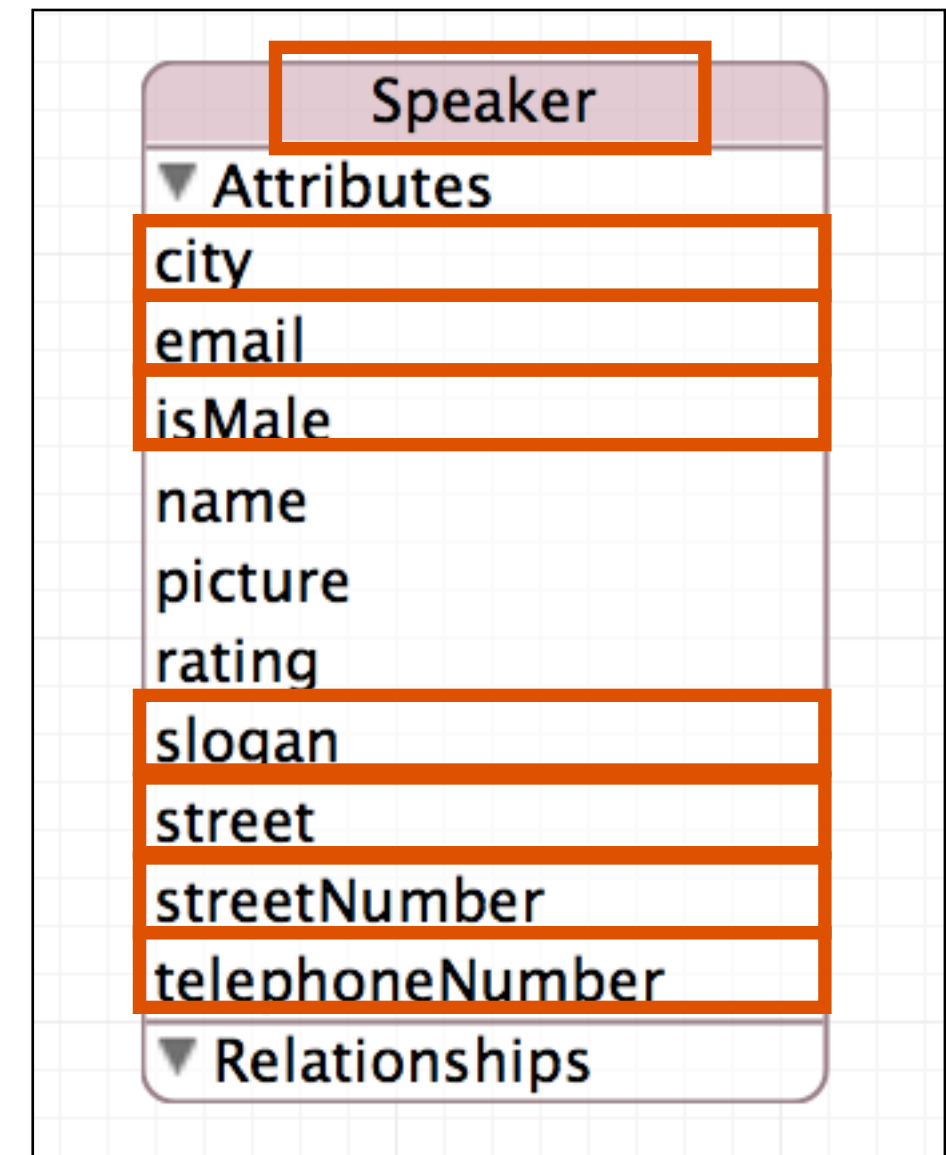 Speaker
Attributes
city
email
isMale
name
picture
rating
slogan
street
streetNumber
telephoneNumber
Relationships